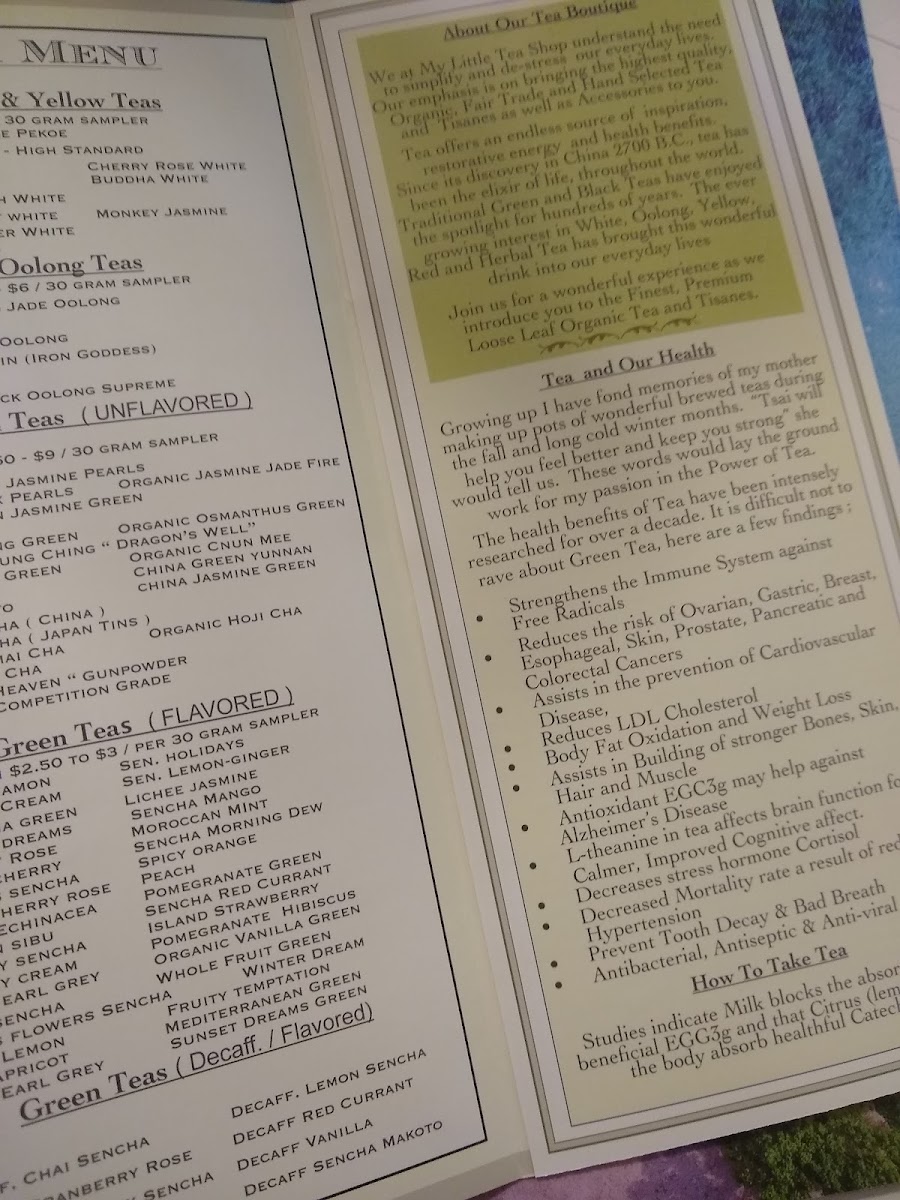 MENU
& Yellow Teas
30 GRAM SAMPLER
E PEKOE
- HIGH STANDARD
CHERRY ROSE WHITE
BUDDHA WHITE
H WHITE
WHITE MONKEY JASMINE
ER WHITE
Oolong Teas
$6 / 30 GRAM SAMPLER
JADE OOLONG
OOLONG
IN (IRON GODDESS)
CK OOLONG SUPREME
Teas (UNFLAVORED)
50 - $9 / 30 GRAM SAMPLER
JASMINE PEARLS
PEARLS ORGANIC JASMINE JADE FIRE
JASMINE GREEN
NG GREEN ORGANIC OSMANTHUS GREEN
UNG CHING " DRAGON'S WELL"
GREEN ORGANIC CNUN MEE
CHINA GREEN YUNNAN
CHINA JASMINE GREEN
TO
HA ( CHINA )
HA ( JAPAN TINS )
MAI CHA ORGANIC HOJI CHA
CHA
HEAVEN " GUNPOWDER
COMPETITION GRADE
Green Teas (FLAVORED)
$2.50 TO $3 / PER 30 GRAM SAMPLER
AMON SEN. HOLIDAYS
CREAM SEN. LEMON-GINGER
A GREEN LICHEE JASMINE
DREAMS SENCHA MANGO
ROSE MOROCCAN MINT
CHERRY SENCHA MORNING DEW
SENCHA SPICY ORANGE
CHERRY ROSE PEACH
ECHINACEA POMEGRANATE GREEN
N SIBU SENCHA RED CURRANT
Y SENCHA ISLAND STRAWBERRY
Y CREAM POMEGRANATE HIBISCUS
EARL GREY ORGANIC VANILLA GREEN
SENCHA WHOLE FRUIT GREEN
FLOWERS SENCHA WINTER DREAM
LEMON FRUITY TEMPTATION
APRICOT MEDITERRANEAN GREEN
EARL GREY SUNSET DREAMS GREEN
Green Teas ( Decaff. / Flavored)
F. CHAI SENCHA DECAFF. LEMON SENCHA
CRANBERRY ROSE DECAFF RED CURRANT
SENCHA DECAFF VANILLA
DECAFF SENCHA MAKOTO
About Our Tea Boutique
We at My Little Tea Shop understand the need
to simplify and de-stress our everyday lives.
Our emphasis is on bringing the highest quality,
Organic, Fair Trade and Hand Selected Tea
and Tisanes as well as Accessories to you.
Tea offers an endless source of inspiration,
restorative energy and health benefits.
Since its discovery in China 2700 B.C., tea has
been the elixir of life, throughout the world.
Traditional Green and Black Teas have enjoyed
the spotlight for hundreds of years. The ever
growing interest in White, Oolong, Yellow,
Red and Herbal Tea has brought this wonderful
drink into our everyday lives
Join us for a wonderful experience as we
introduce you to the Finest, Premium
Loose Leaf Organic Tea and Tisanes.
Tea and Our Health
Growing up I have fond memories of my mother
making up pots of wonderful brewed teas during
the fall and long cold winter months. "Tsai will
help you feel better and keep you strong" she
would tell us. These words would lay the ground
work for my passion in the Power of Tea.
The health benefits of Tea have been intensely
researched for over a decade. It is difficult not to
rave about Green Tea, here are a few findings ;
• Strengthens the Immune System against
Free Radicals
• Reduces the risk of Ovarian, Gastric, Breast,
Esophageal, Skin, Prostate, Pancreatic and
Colorectal Cancers
• Assists in the prevention of Cardiovascular
Disease,
• Reduces LDL Cholesterol
• Body Fat Oxidation and Weight Loss
• Assists in Building of stronger Bones, Skin,
Hair and Muscle
• Antioxidant EGC3g may help against
Alzheimer's Disease
• L-theanine in tea affects brain function fo
Calmer, Improved Cognitive affect.
Decreases stress hormone Cortisol
• Decreased Mortality rate a result of red
Hypertension
• Prevent Tooth Decay & Bad Breath
• Antibacterial, Antiseptic & Anti-viral
How To Take Tea
Studies indicate Milk blocks the absor
beneficial EGG3g and that Citrus (lem
the body absorb healthful Catech